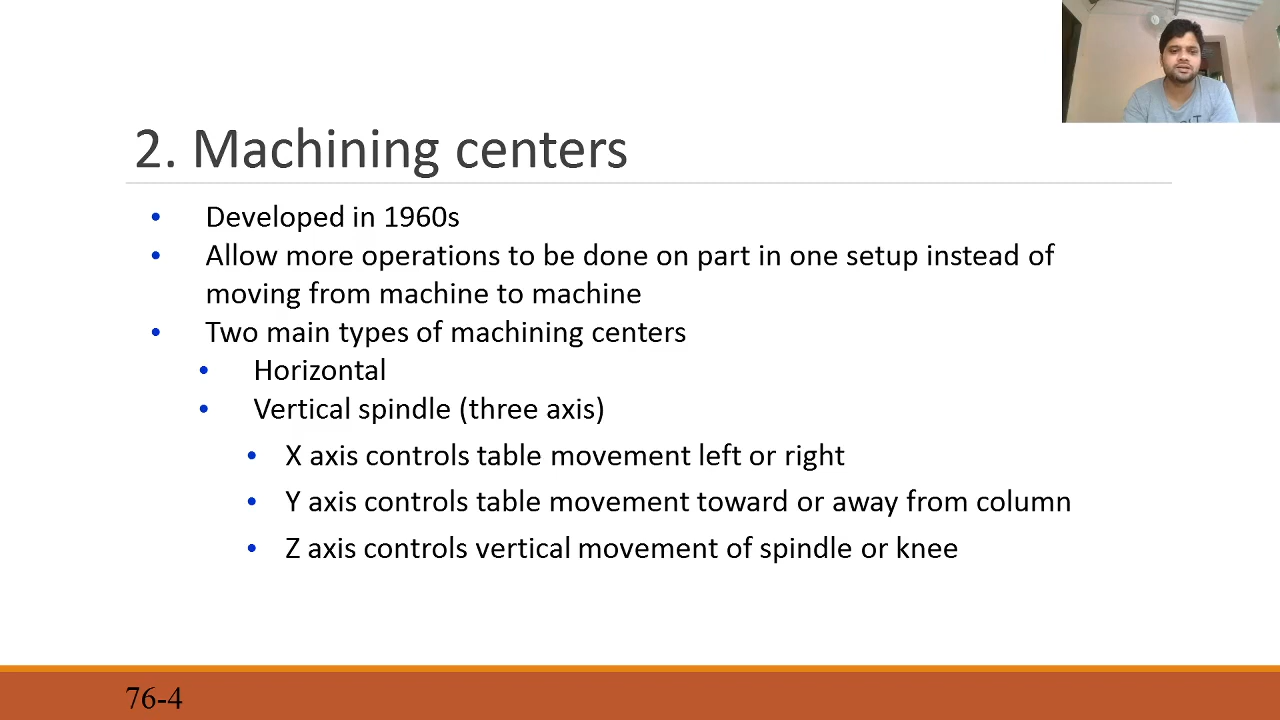 2. Machining centers
• Developed in 1960s
• Allow more operations to be done on part in one setup instead of
moving from machine to machine
• Two main types of machining centers
• Horizontal
• Vertical spindle (three axis)
• X axis controls table movement left or right
• Y axis controls table movement toward or away from column
• Z axis controls vertical movement of spindle or knee
76-4